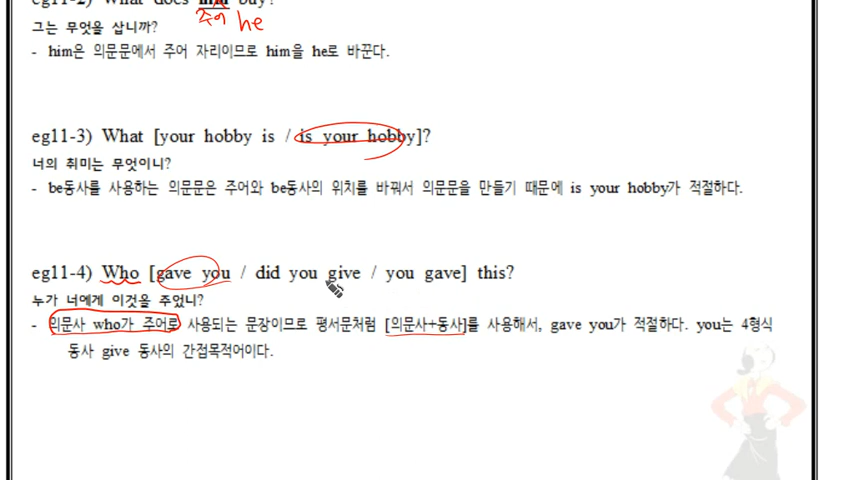 eg11-2) What does him buy?
주어 he
그는 무엇을 삽니까?
- him은 의문문에서 주어 자리이므로 him을 he로 바꾼다.
eg11-3) What [your hobby is / is your hobby]?
너의 취미는 무엇이니?
- be동사를 사용하는 의문문은 주어와 be동사의 위치를 바꿔서 의문문을 만들기 때문에 is your hobby가 적절하다.
eg11-4) Who [gave you / did you give / you gave] this?
누가 너에게 이것을 주었니?
- 의문사 who가 주어로 사용되는 문장이므로 평서문처럼 [의문사+동사]를 사용해서, gave you가 적절하다. you는 4형식
동사 give 동사의 간접목적어이다.